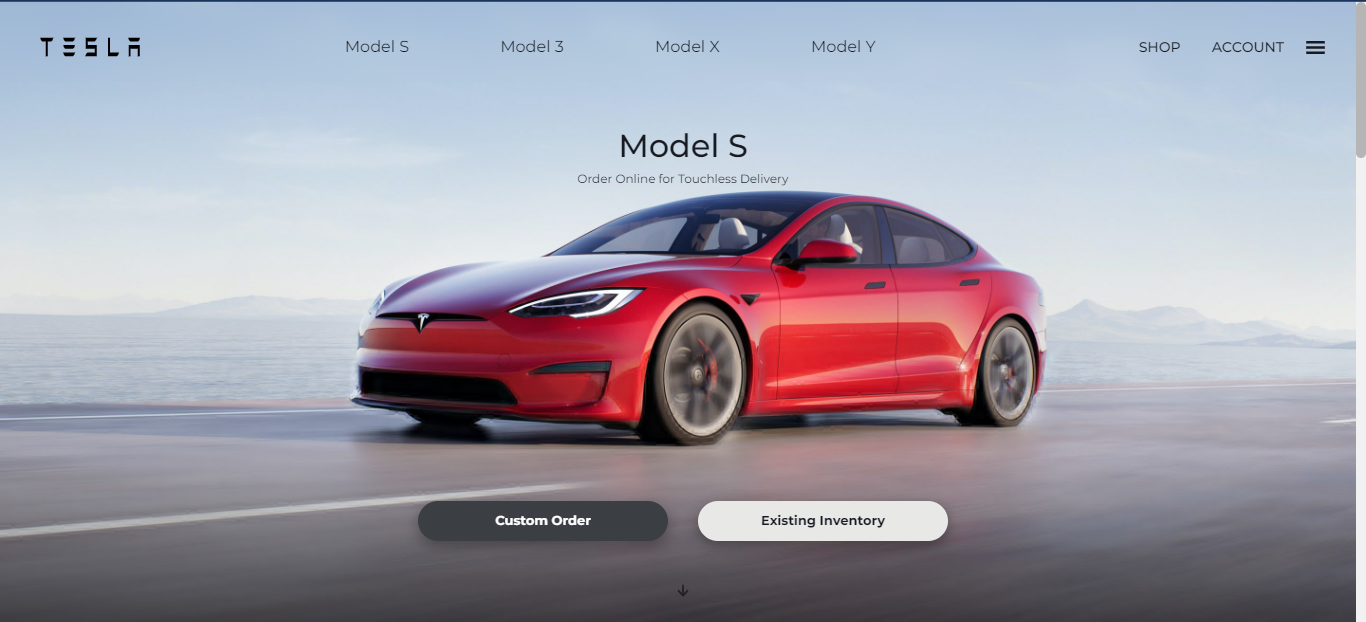 TESLA
Model S
Model 3
Model X
Model Y
SHOP
ACCOUNT
Model S
Order Online for Touchless Delivery
Custom Order
Existing Inventory